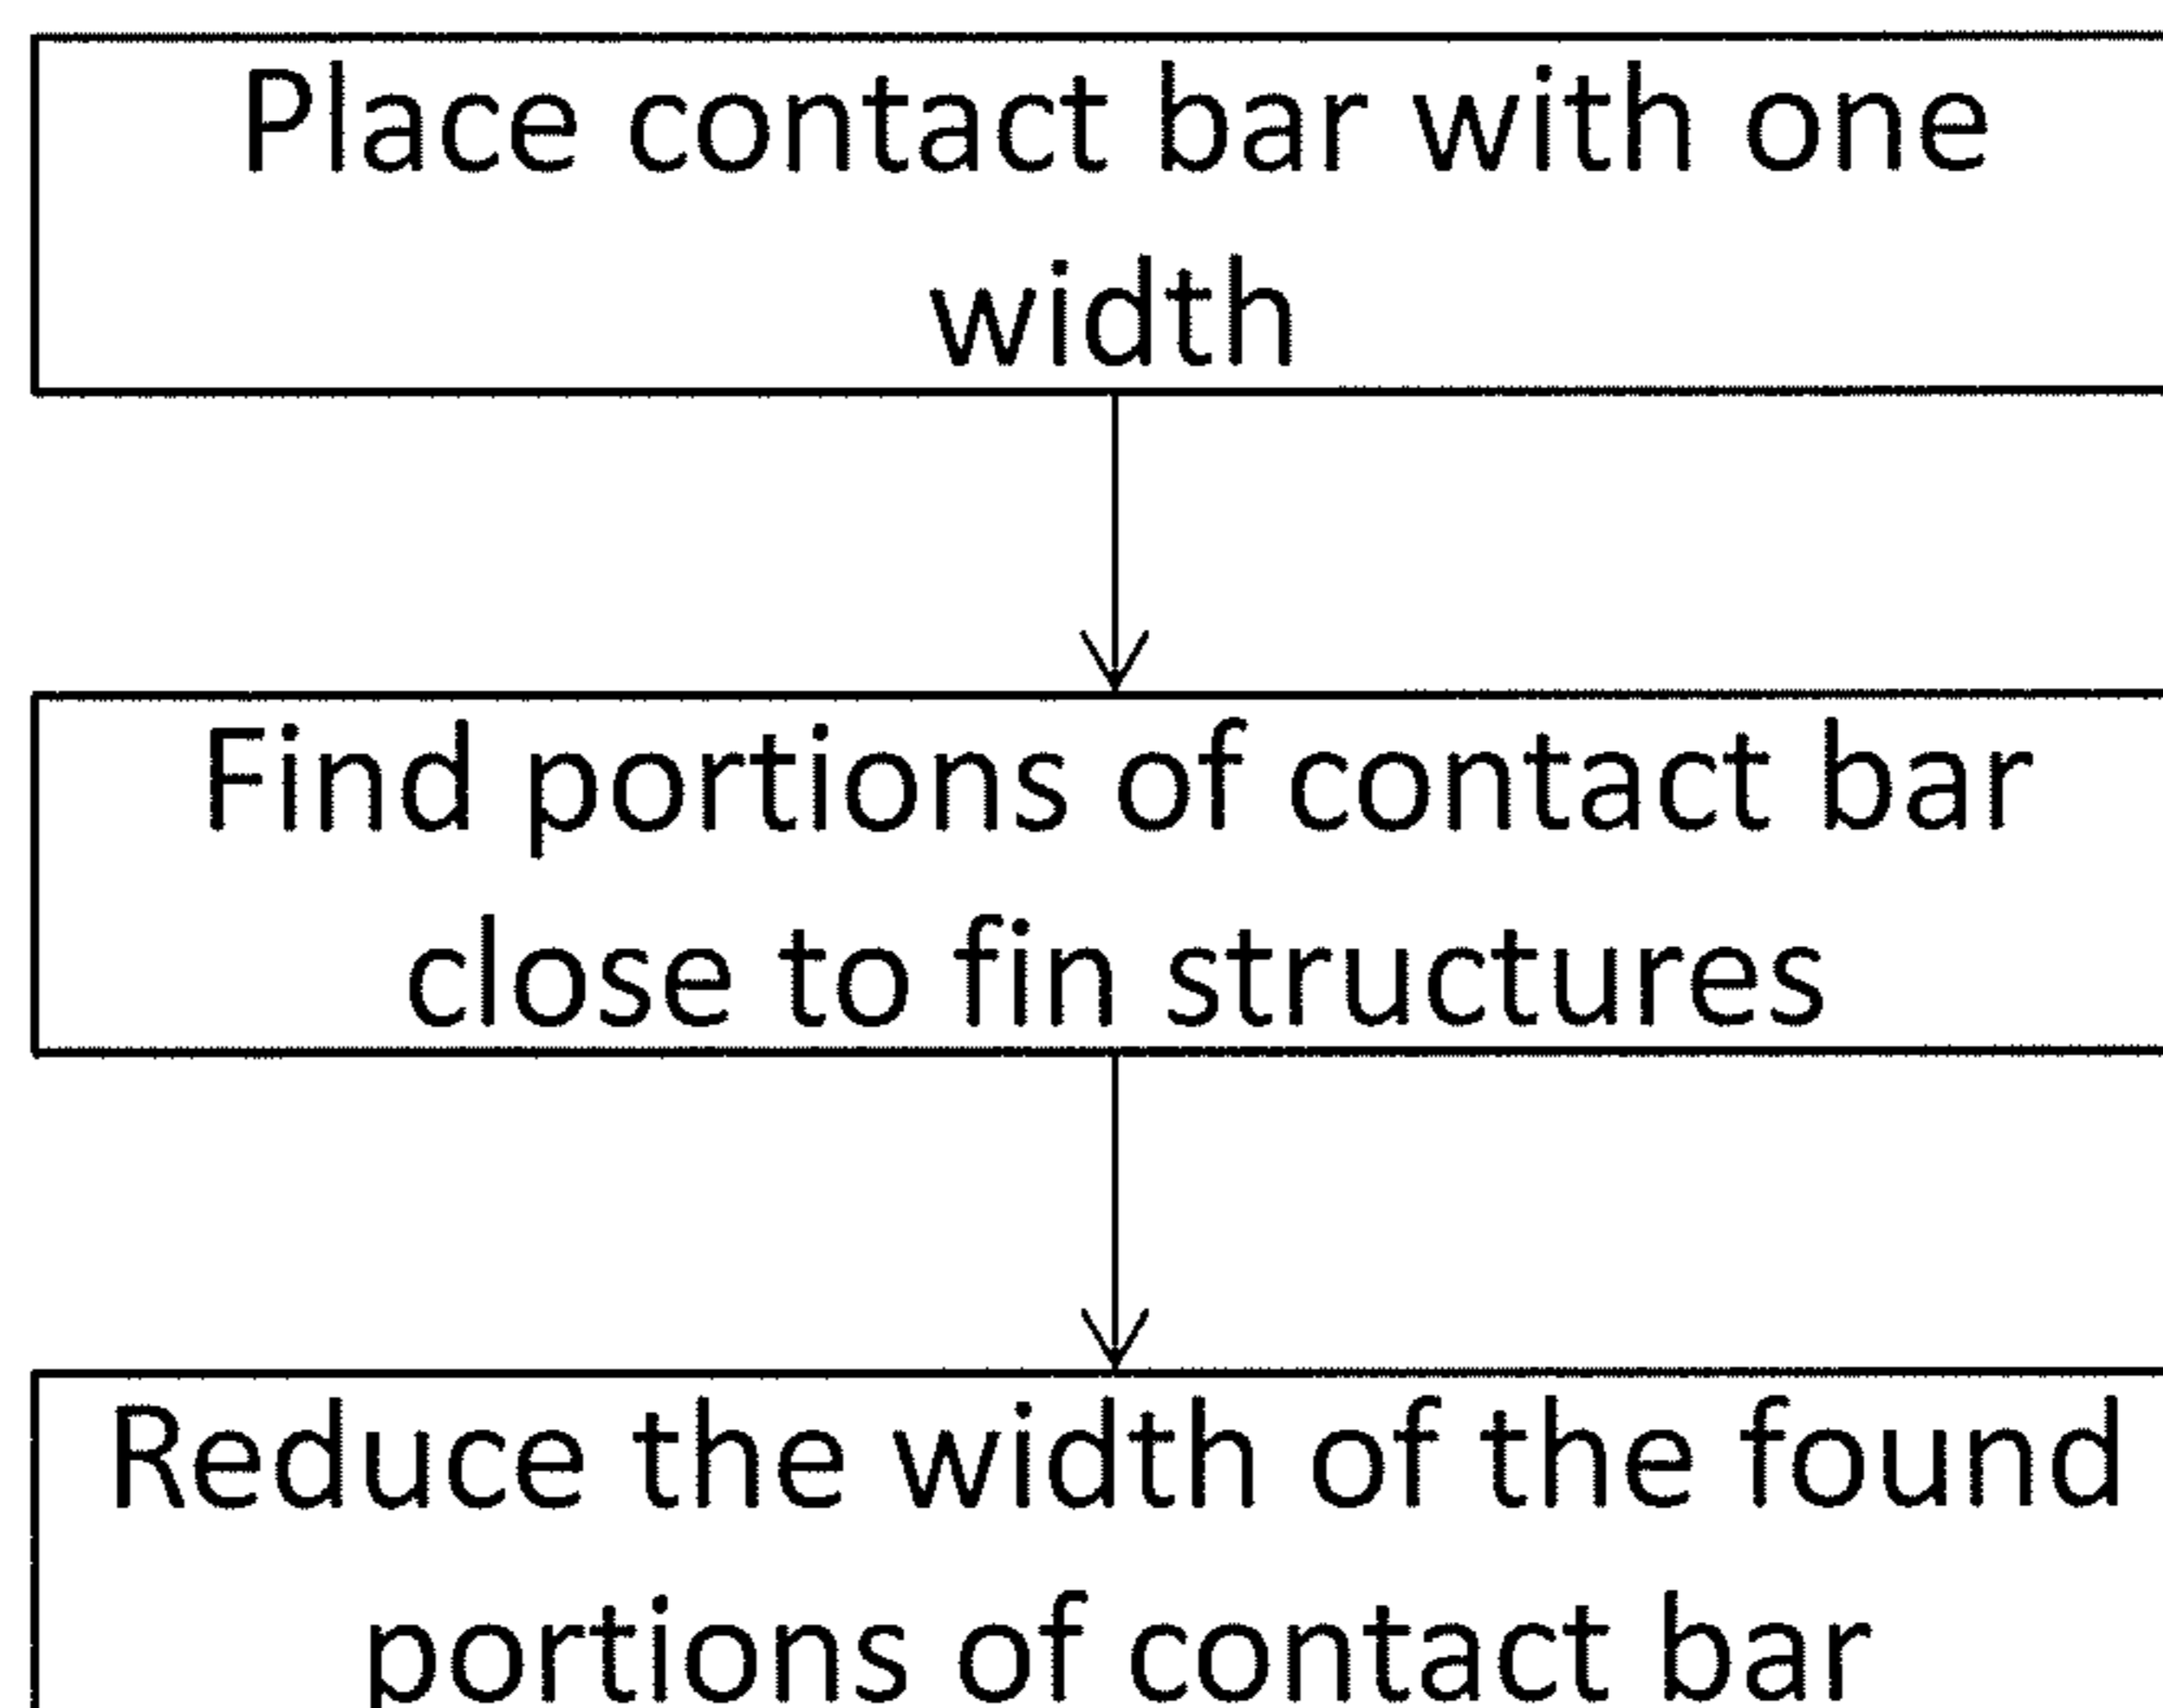 Place contact bar with one
width
Find portions of contact bar
close to fin structures
Reduce the width of the found
portions of contact bar